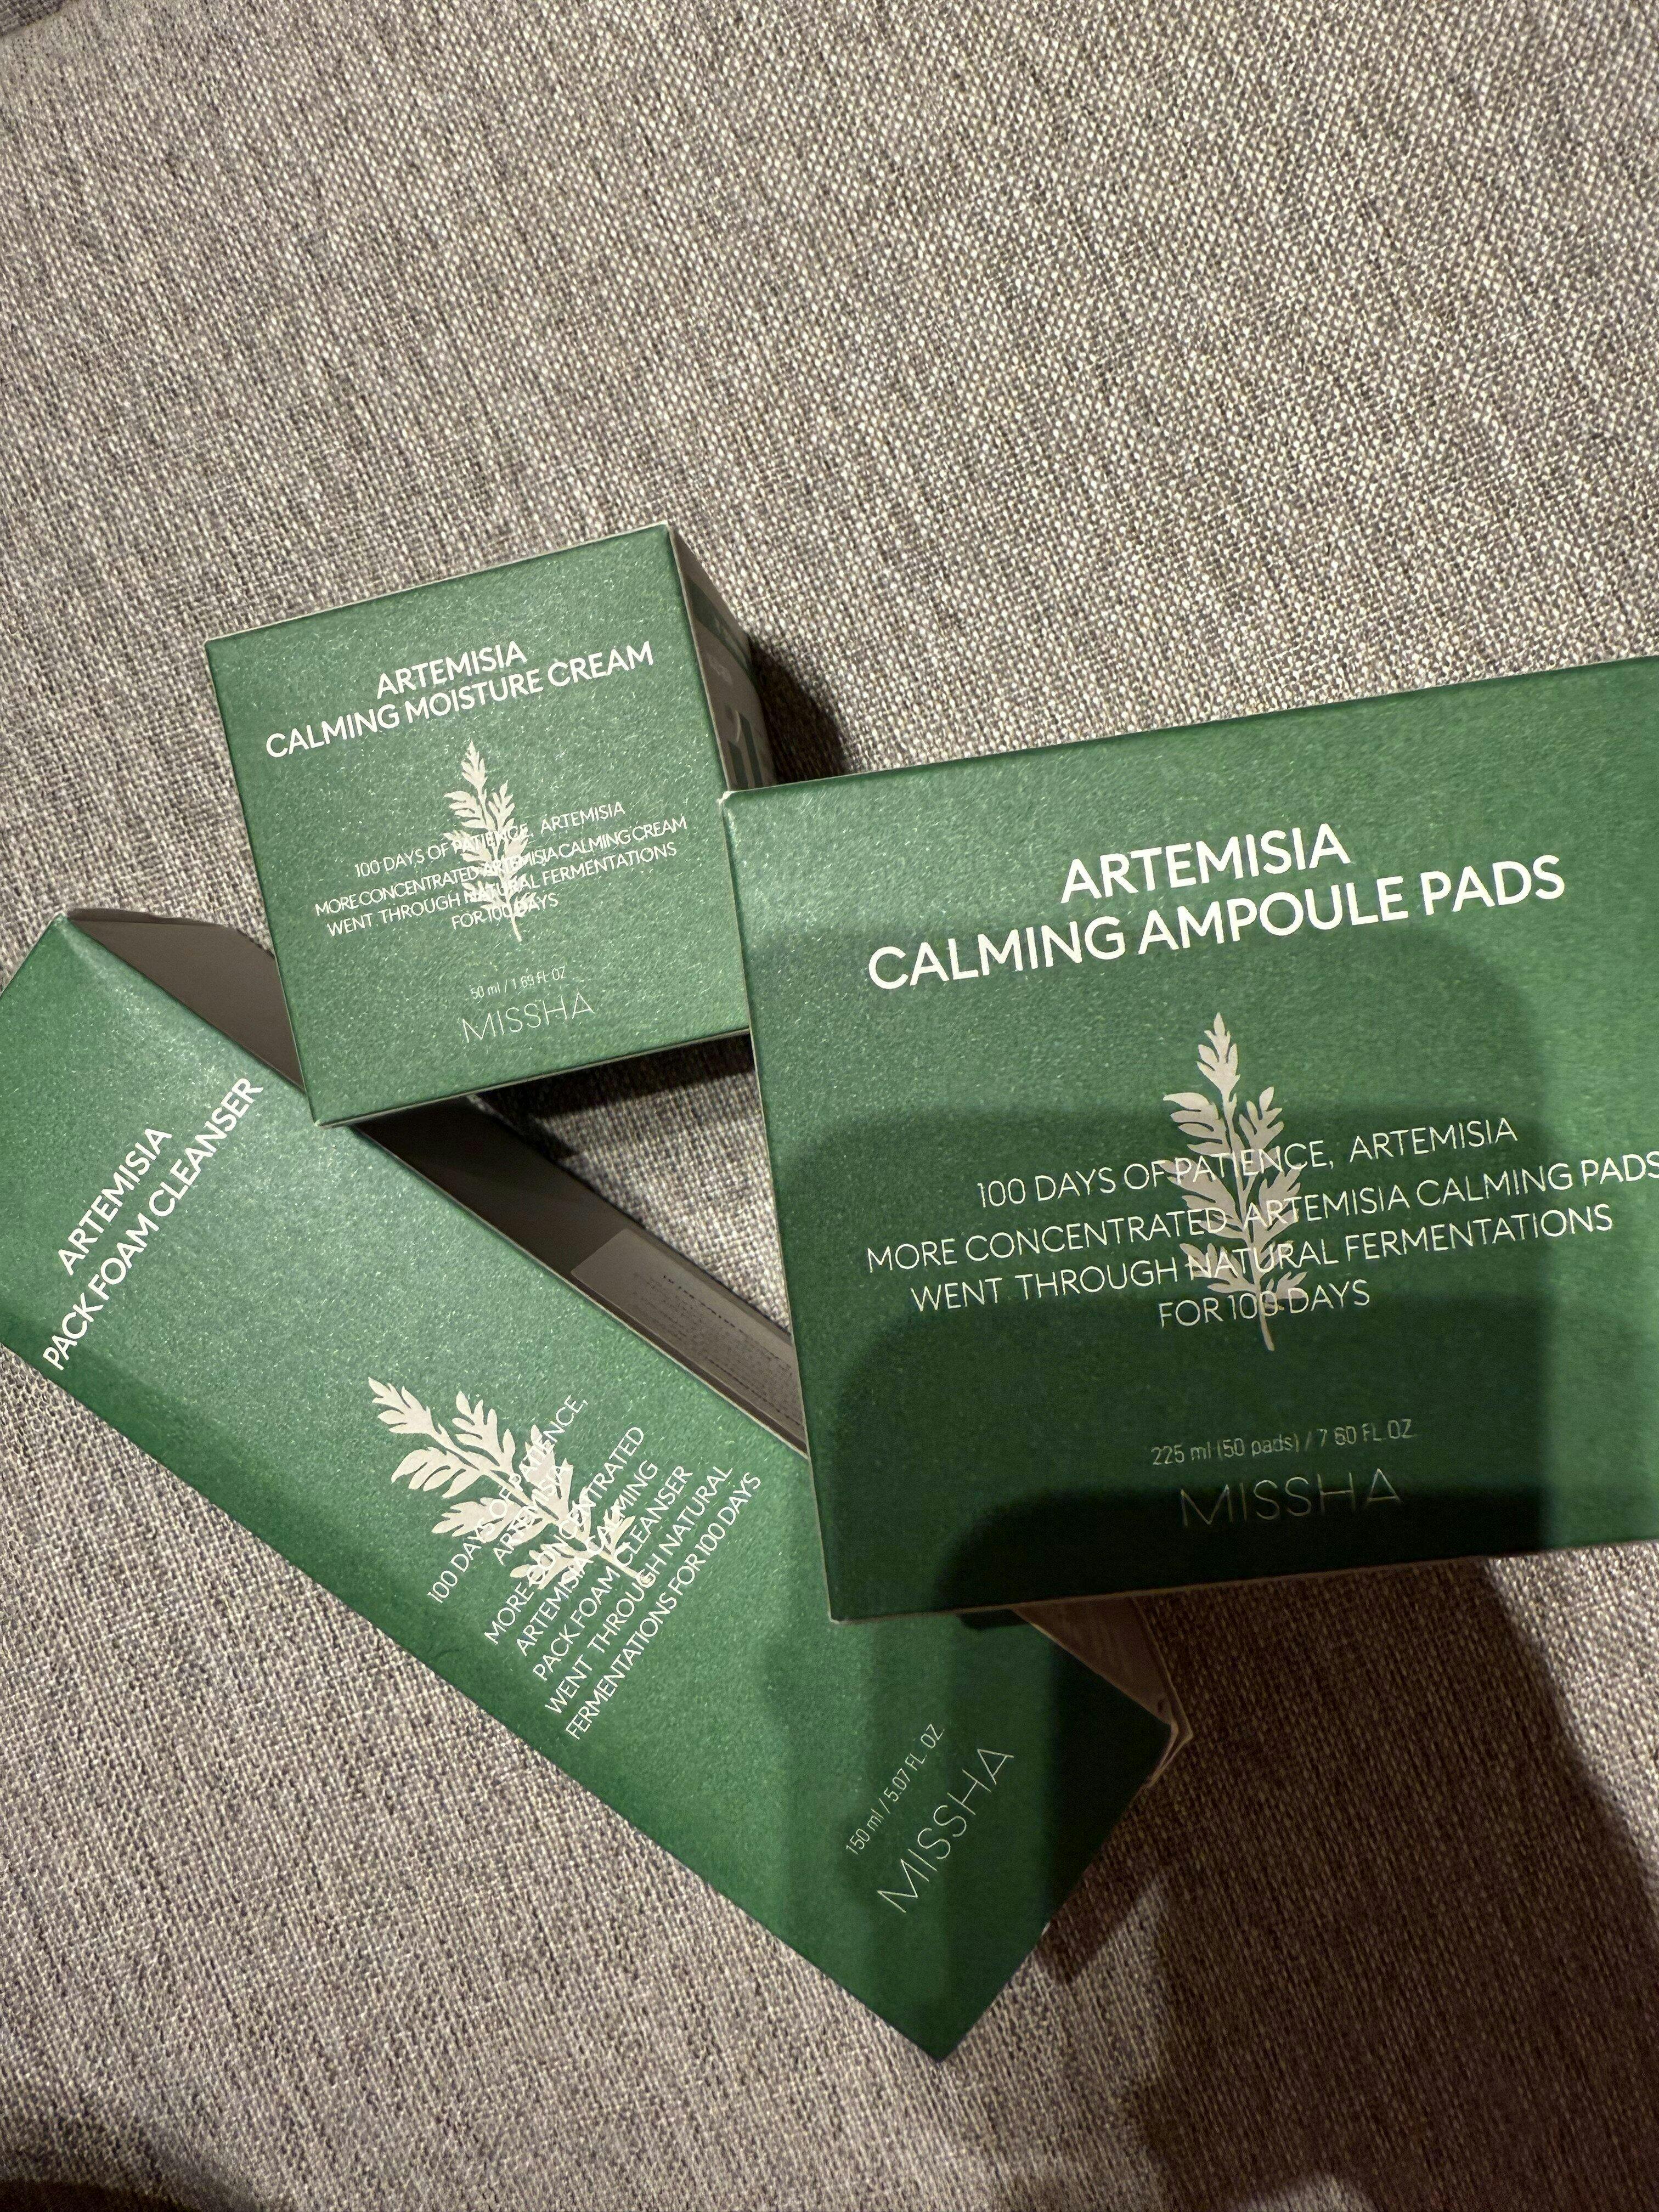 ARTEMISIA
CALMING MOISTURE CREAM
100 DAYS OF PATIENCE, ARTEMISIA
MORE CONCENTRATED ARTEMISIA CALMING CREAM
WENT THROUGH NATURAL FERMENTATIONS
FOR 100 DAYS
50 ml / 1.69 FL.OZ.
MISSHA
ARTEMISIA
CALMING AMPOULE PADS
100 DAYS OF PATIENCE, ARTEMISIA
MORE CONCENTRATED ARTEMISIA CALMING PADS
WENT THROUGH NATURAL FERMENTATIONS
FOR 100 DAYS
225 ml (50 pads) / 7.60 FL.OZ.
MISSHA
ARTEMISIA
PACK FOAM CLEANSER
100 DAYS OF PATIENCE,
ARTEMISIA
MORE CONCENTRATED
ARTEMISIA CALMING
PACK FOAM CLEANSER
WENT THROUGH NATURAL
FERMENTATIONS FOR 100 DAYS
150 ml / 5.07 FL. OZ.
MISSHA